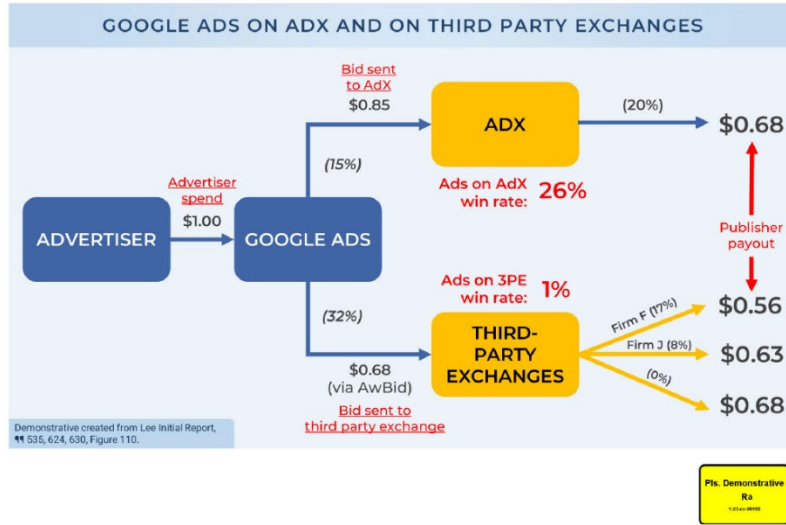 GOOGLE ADS ON ADX AND ON THIRD PARTY EXCHANGES
Bid sent
to AdX
$0.85
ADX
(20%)
$0.68
(15%)
Ads on AdX
win rate: 26%
Advertiser
spend
$1.00
ADVERTISER
GOOGLE ADS
Publisher
payout
Ads on 3PE
win rate: 1%
(32%)
THIRD-
PARTY
EXCHANGES
Firm F (17%)
$0.56
Firm J (8%)
$0.63
(0%)
$0.68
$0.68
(via AwBid)
Bid sent to
third party exchange
Demonstrative created from Lee Initial Report,
¶¶ 535, 624, 630, Figure 110.
Pls. Demonstrative
Ra